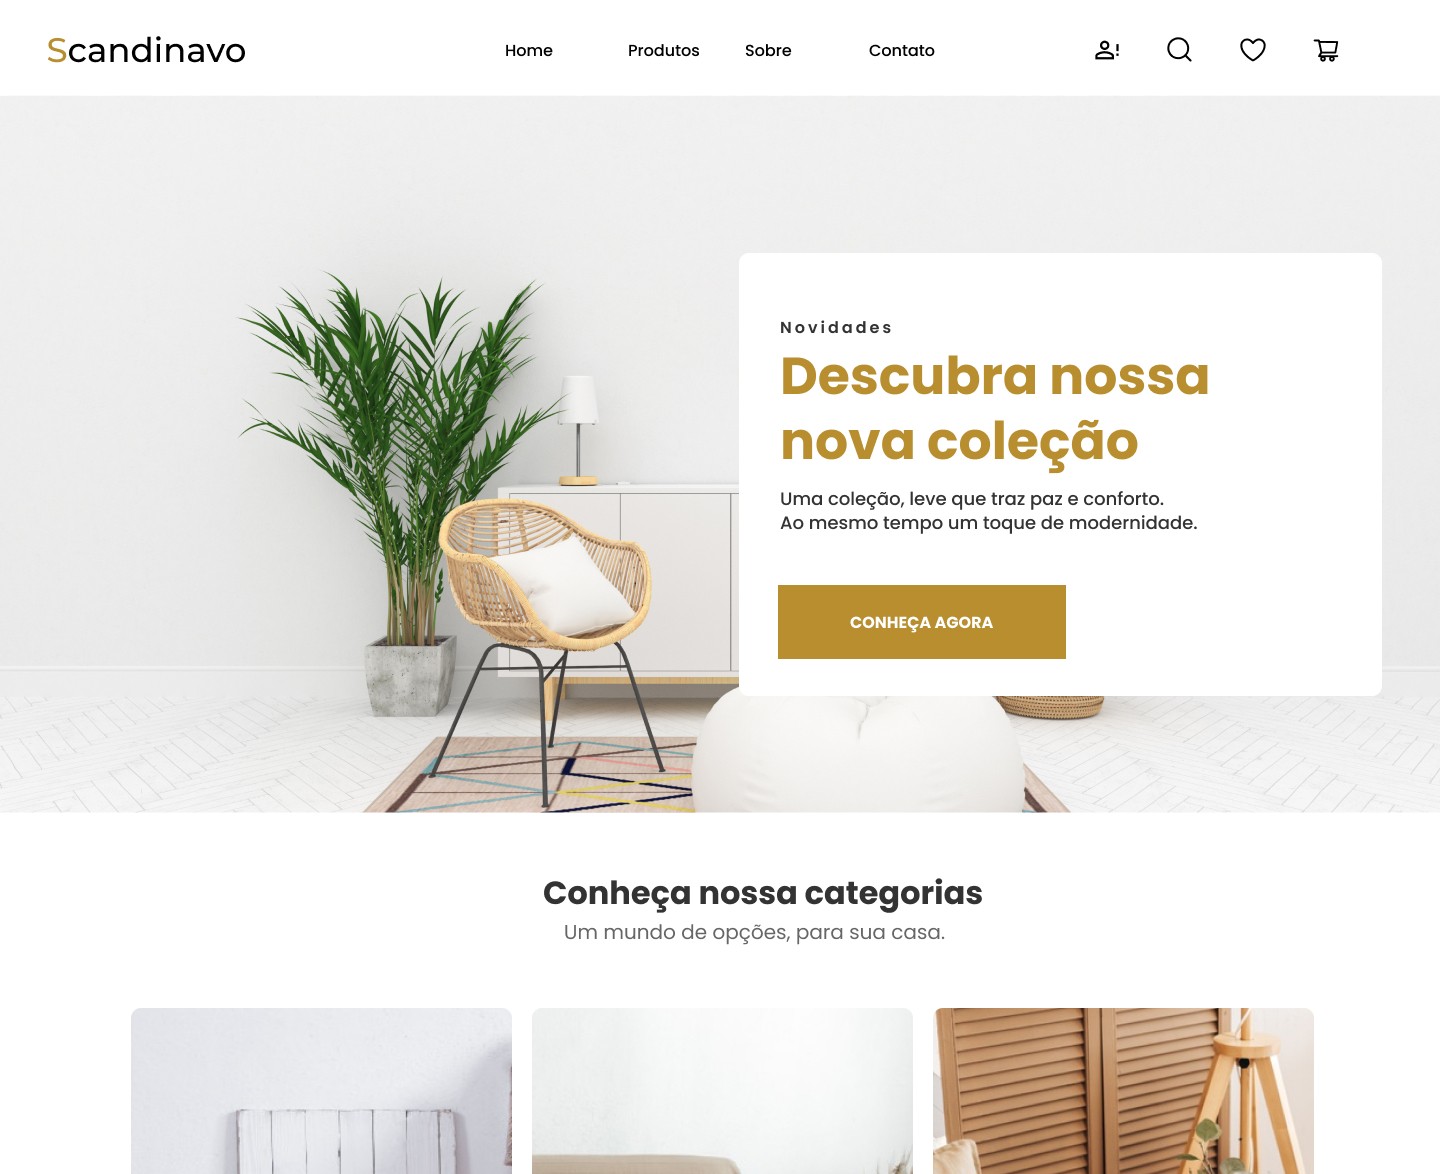 Scandinavo
Home
Produtos
Sobre
Contato
Novidades
Descubra nossa
nova coleção
Uma coleção, leve que traz paz e conforto.
Ao mesmo tempo um toque de modernidade.
CONHEÇA AGORA
Conheça nossa categorias
Um mundo de opções, para sua casa.